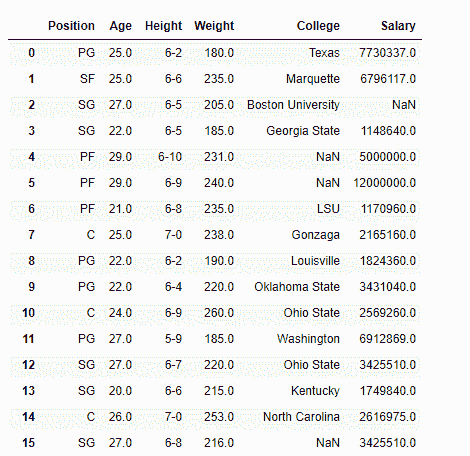 Position Age Height Weight College Salary
0 PG 25.0 6-2 180.0 Texas 7730337.0
1 SF 25.0 6-6 235.0 Marquette 6796117.0
2 SG 27.0 6-5 205.0 Boston University NaN
3 SG 22.0 6-5 185.0 Georgia State 1148640.0
4 PF 29.0 6-10 231.0 NaN 5000000.0
5 PF 29.0 6-9 240.0 NaN 12000000.0
6 PF 21.0 6-8 235.0 LSU 1170960.0
7 C 25.0 7-0 238.0 Gonzaga 2165160.0
8 PG 22.0 6-2 190.0 Louisville 1824360.0
9 PG 22.0 6-4 220.0 Oklahoma State 3431040.0
10 C 24.0 6-9 260.0 Ohio State 2569260.0
11 PG 27.0 5-9 185.0 Washington 6912869.0
12 SG 27.0 6-7 220.0 Ohio State 3425510.0
13 SG 20.0 6-6 215.0 Kentucky 1749840.0
14 C 26.0 7-0 253.0 North Carolina 2616975.0
15 SG 27.0 6-8 216.0 NaN 3425510.0